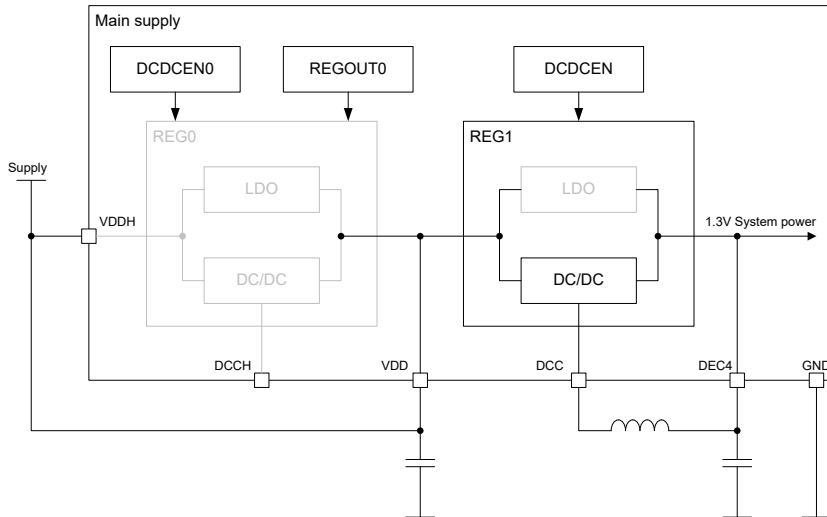 Main supply
DCDCEN0
REGOUT0
DCDCEN
REG0
REG1
Supply
LDO
LDO
VDDH
1.3V System power
DC/DC
DC/DC
DCCH
VDD
DCC
DEC4
GND